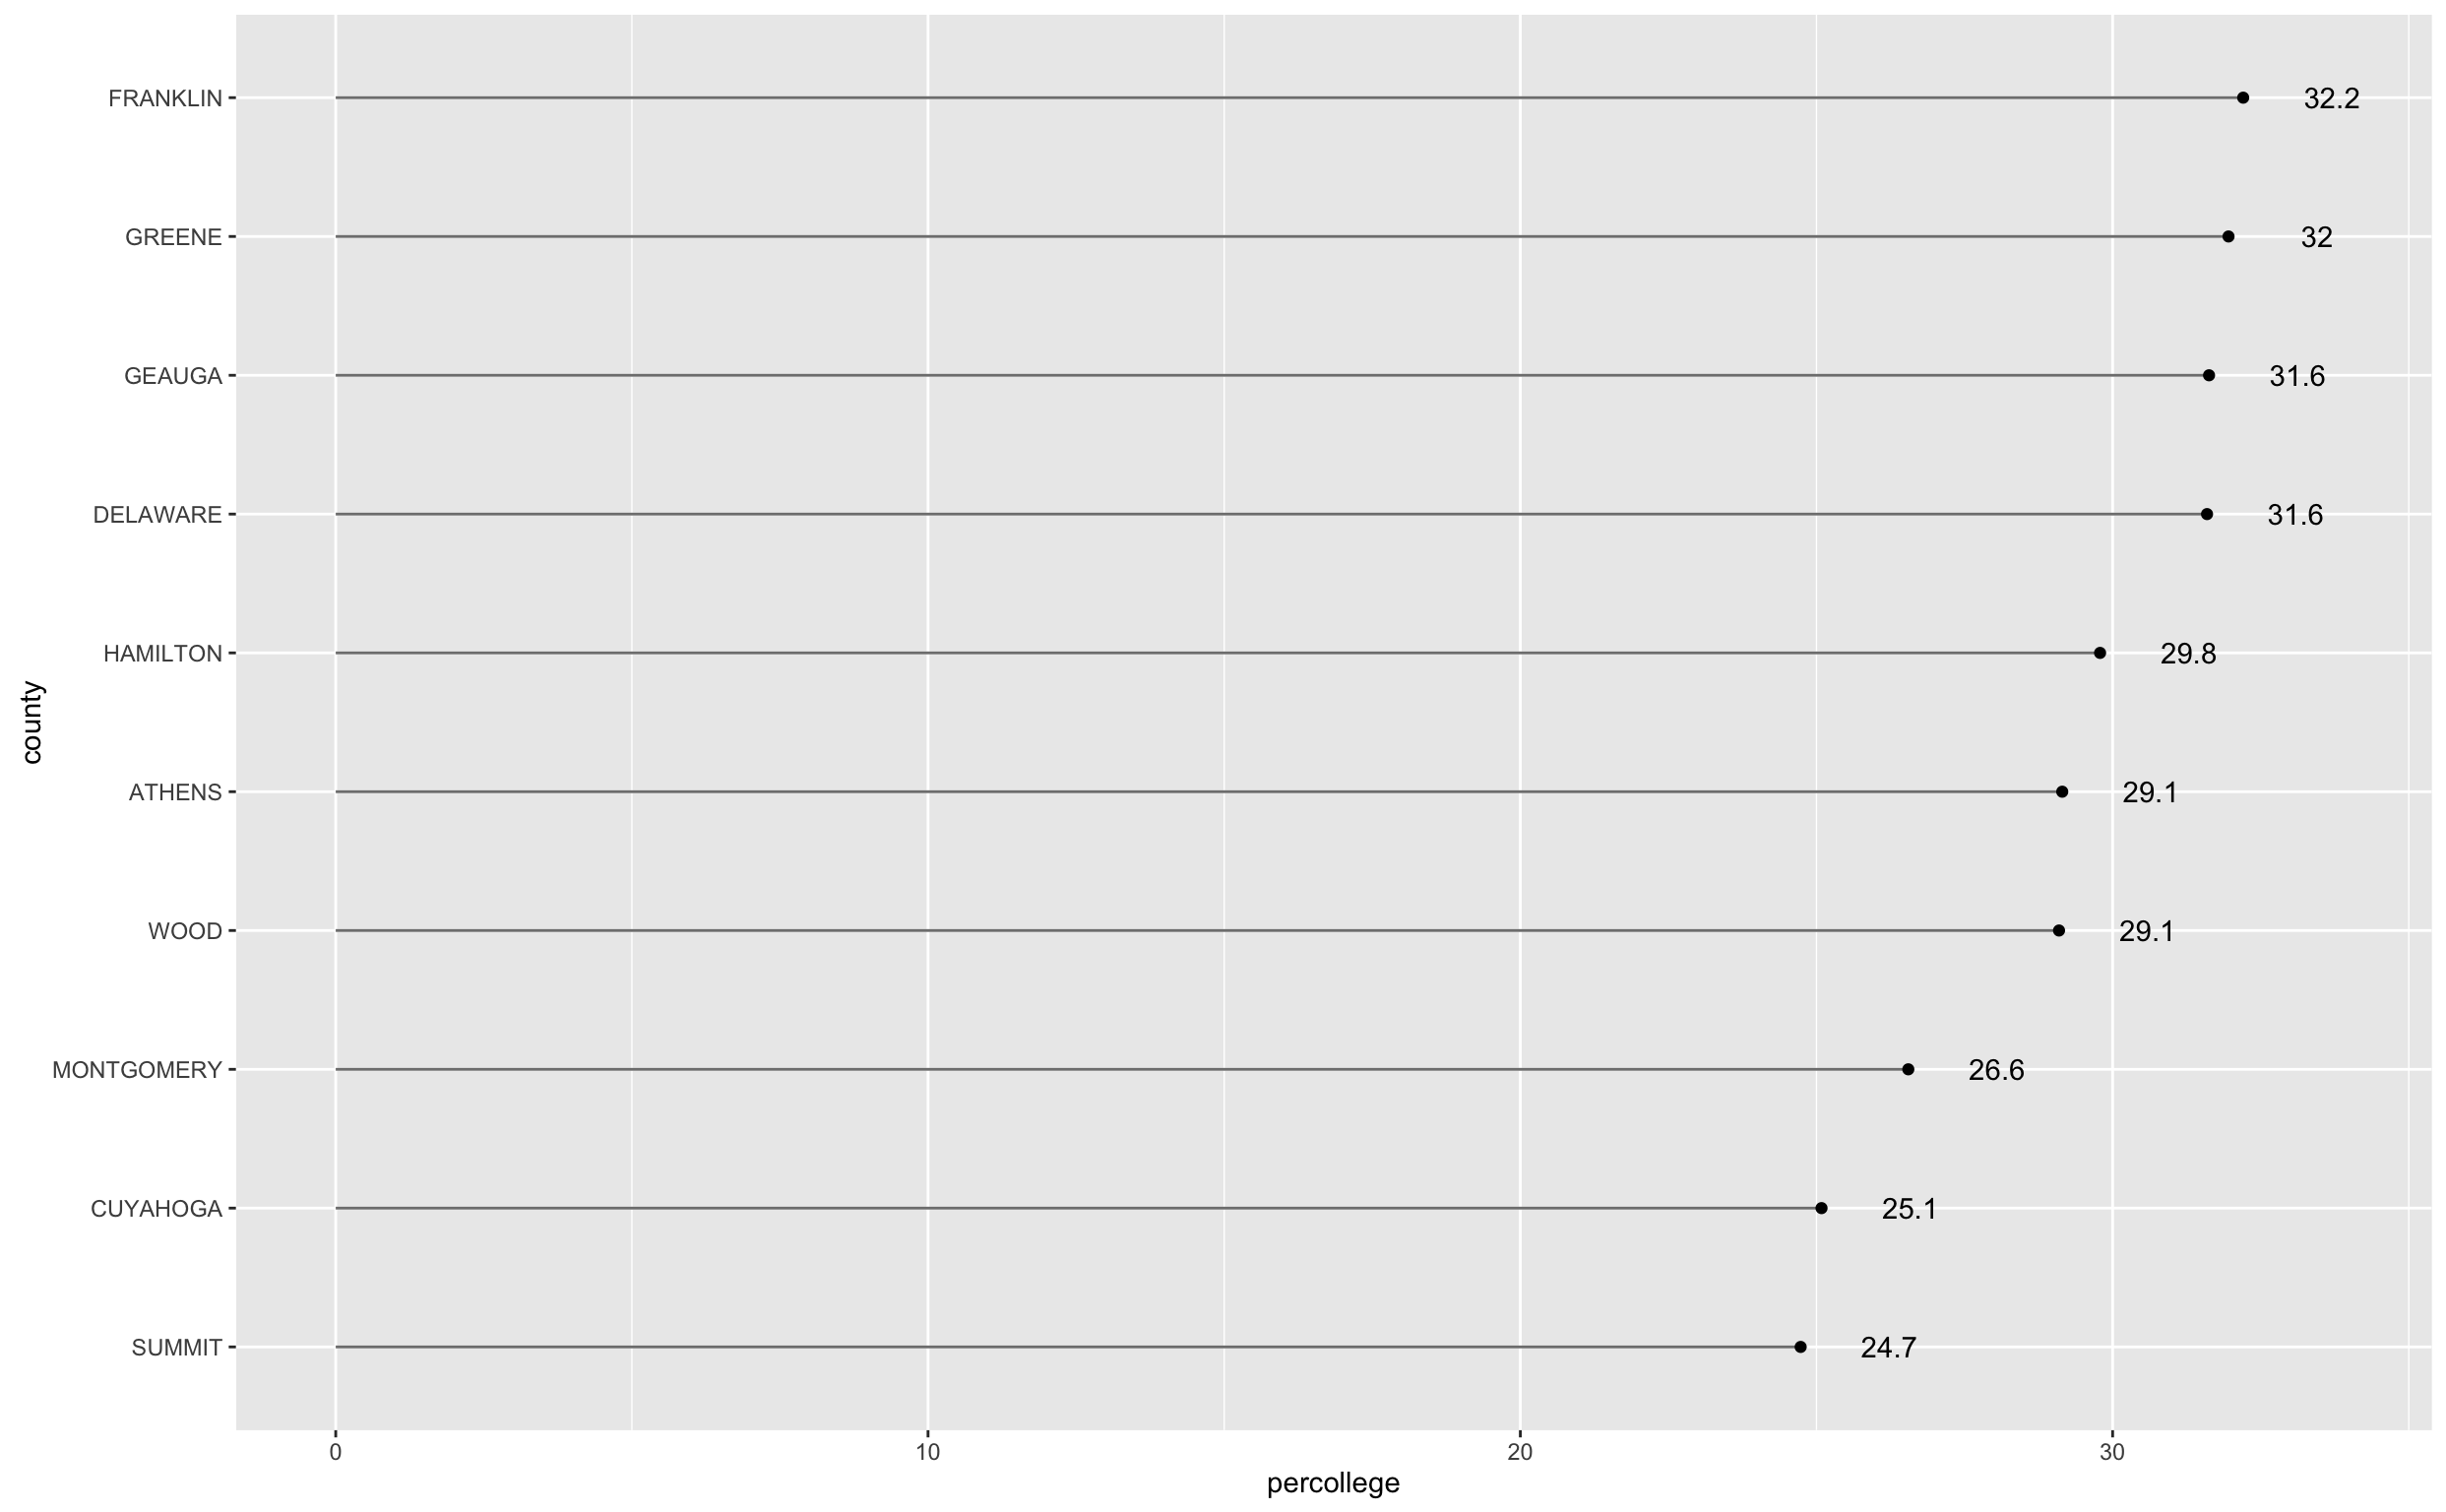 FRANKLIN 32.2
GREENE 32
GEAUGA 31.6
DELAWARE 31.6
HAMILTON 29.8
county
ATHENS 29.1
WOOD 29.1
MONTGOMERY 26.6
CUYAHOGA 25.1
SUMMIT 24.7
0 10 20 30
percollege